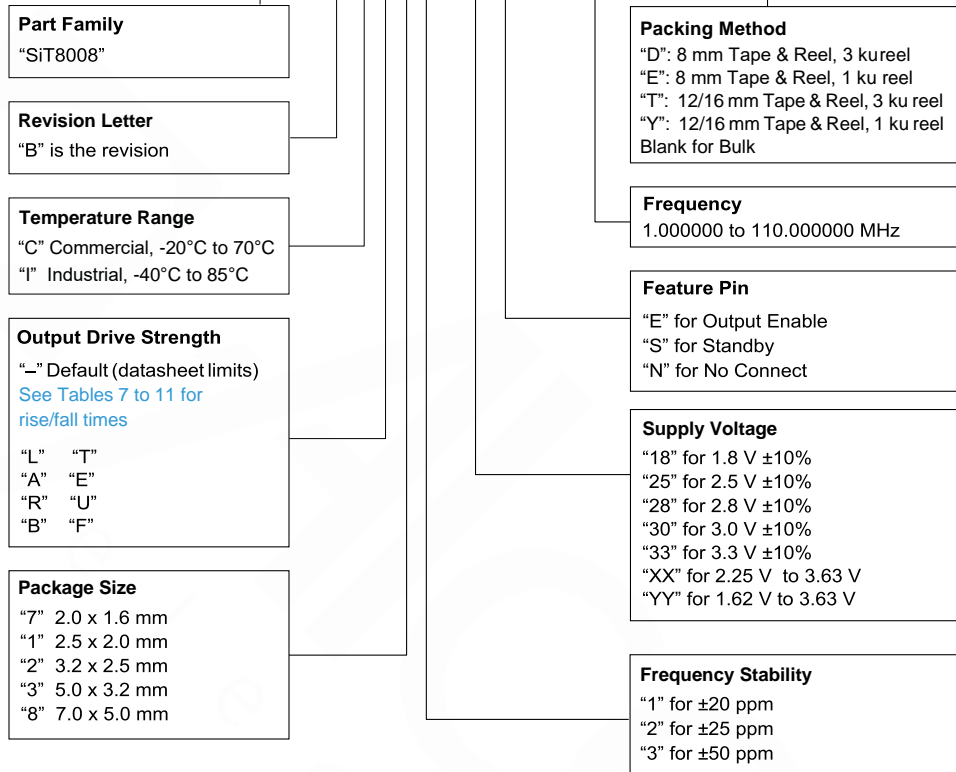 Part Family
“SiT8008”
Revision Letter
“B” is the revision
Temperature Range
“C” Commercial, -20°C to 70°C
“I” Industrial, -40°C to 85°C
Output Drive Strength
“–” Default (datasheet limits)
See Tables 7 to 11 for
rise/fall times
“L” “T”
“A” “E”
“R” “U”
“B” “F”
Package Size
“7” 2.0 x 1.6 mm
“1” 2.5 x 2.0 mm
“2” 3.2 x 2.5 mm
“3” 5.0 x 3.2 mm
“8” 7.0 x 5.0 mm
Packing Method
“D”: 8 mm Tape & Reel, 3 ku reel
“E”: 8 mm Tape & Reel, 1 ku reel
“T”: 12/16 mm Tape & Reel, 3 ku reel
“Y”: 12/16 mm Tape & Reel, 1 ku reel
Blank for Bulk
Frequency
1.000000 to 110.000000 MHz
Feature Pin
“E” for Output Enable
“S” for Standby
“N” for No Connect
Supply Voltage
“18” for 1.8 V ±10%
“25” for 2.5 V ±10%
“28” for 2.8 V ±10%
“30” for 3.0 V ±10%
“33” for 3.3 V ±10%
“XX” for 2.25 V to 3.63 V
“YY” for 1.62 V to 3.63 V
Frequency Stability
“1” for ±20 ppm
“2” for ±25 ppm
“3” for ±50 ppm